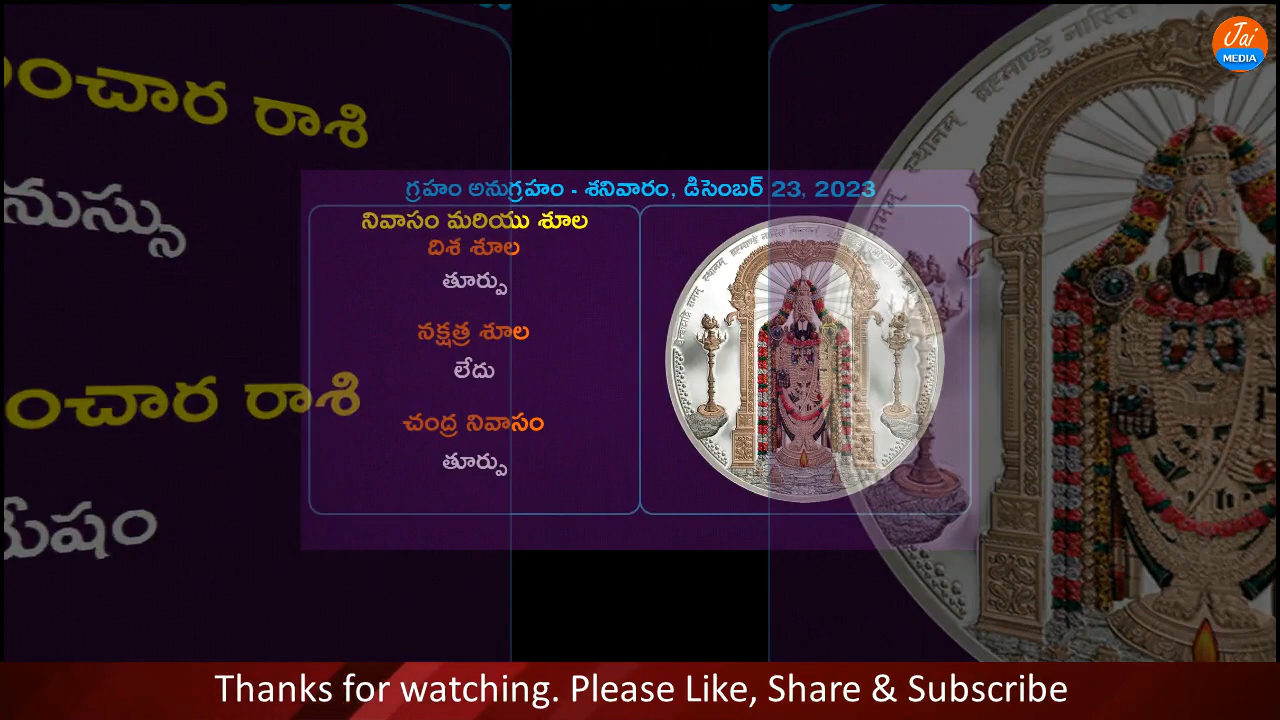 Jai
MEDIA
ంచార రాశి
నుస్సు
ంచార రాశి
మేషం
గ్రహం అనుగ్రహం - శనివారం, డిసెంబర్ 23, 2023
నివాసం మరియు శూల
దిశ శూల
తూర్పు
నక్షత్ర శూల
లేదు
చంద్ర నివాసం
తూర్పు
Thanks for watching. Please Like, Share & Subscribe